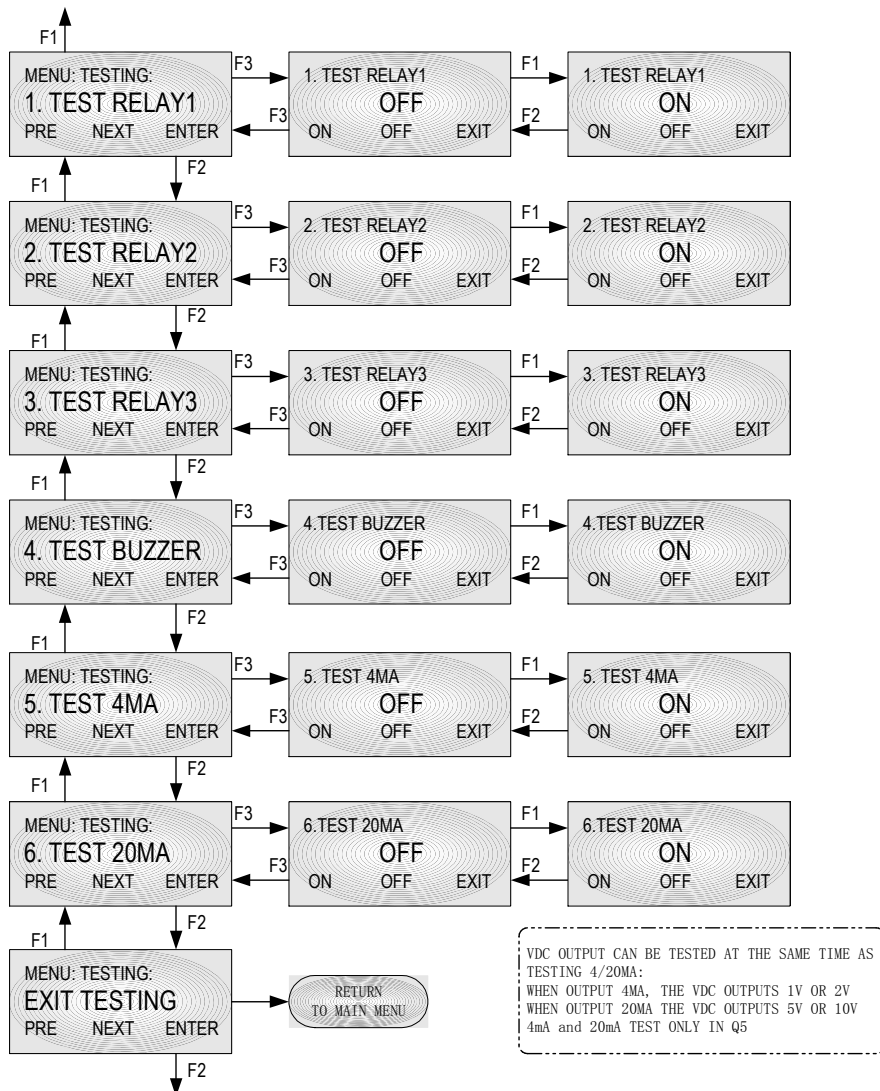 F1
MENU: TESTING:
1. TEST RELAY1
PRE NEXT ENTER
F3
F3
1. TEST RELAY1
OFF
ON OFF EXIT
F1
F2
1. TEST RELAY1
ON
ON OFF EXIT
F1
F2
MENU: TESTING:
2. TEST RELAY2
PRE NEXT ENTER
F3
F3
2. TEST RELAY2
OFF
ON OFF EXIT
F1
F2
2. TEST RELAY2
ON
ON OFF EXIT
F1
F2
MENU: TESTING:
3. TEST RELAY3
PRE NEXT ENTER
F3
F3
3. TEST RELAY3
OFF
ON OFF EXIT
F1
F2
3. TEST RELAY3
ON
ON OFF EXIT
F1
F2
MENU: TESTING:
4. TEST BUZZER
PRE NEXT ENTER
F3
F3
4.TEST BUZZER
OFF
ON OFF EXIT
F1
F2
4.TEST BUZZER
ON
ON OFF EXIT
F1
F2
MENU: TESTING:
5. TEST 4MA
PRE NEXT ENTER
F3
F3
5. TEST 4MA
OFF
ON OFF EXIT
F1
F2
5. TEST 4MA
ON
ON OFF EXIT
F1
F2
MENU: TESTING:
6. TEST 20MA
PRE NEXT ENTER
F3
F3
6.TEST 20MA
OFF
ON OFF EXIT
F1
F2
6.TEST 20MA
ON
ON OFF EXIT
F1
F2
MENU: TESTING:
EXIT TESTING
PRE NEXT ENTER
RETURN
TO MAIN MENU
F2
VDC OUTPUT CAN BE TESTED AT THE SAME TIME AS
TESTING 4/20MA:
WHEN OUTPUT 4MA, THE VDC OUTPUTS 1V OR 2V
WHEN OUTPUT 20MA THE VDC OUTPUTS 5V OR 10V
4mA and 20mA TEST ONLY IN Q5